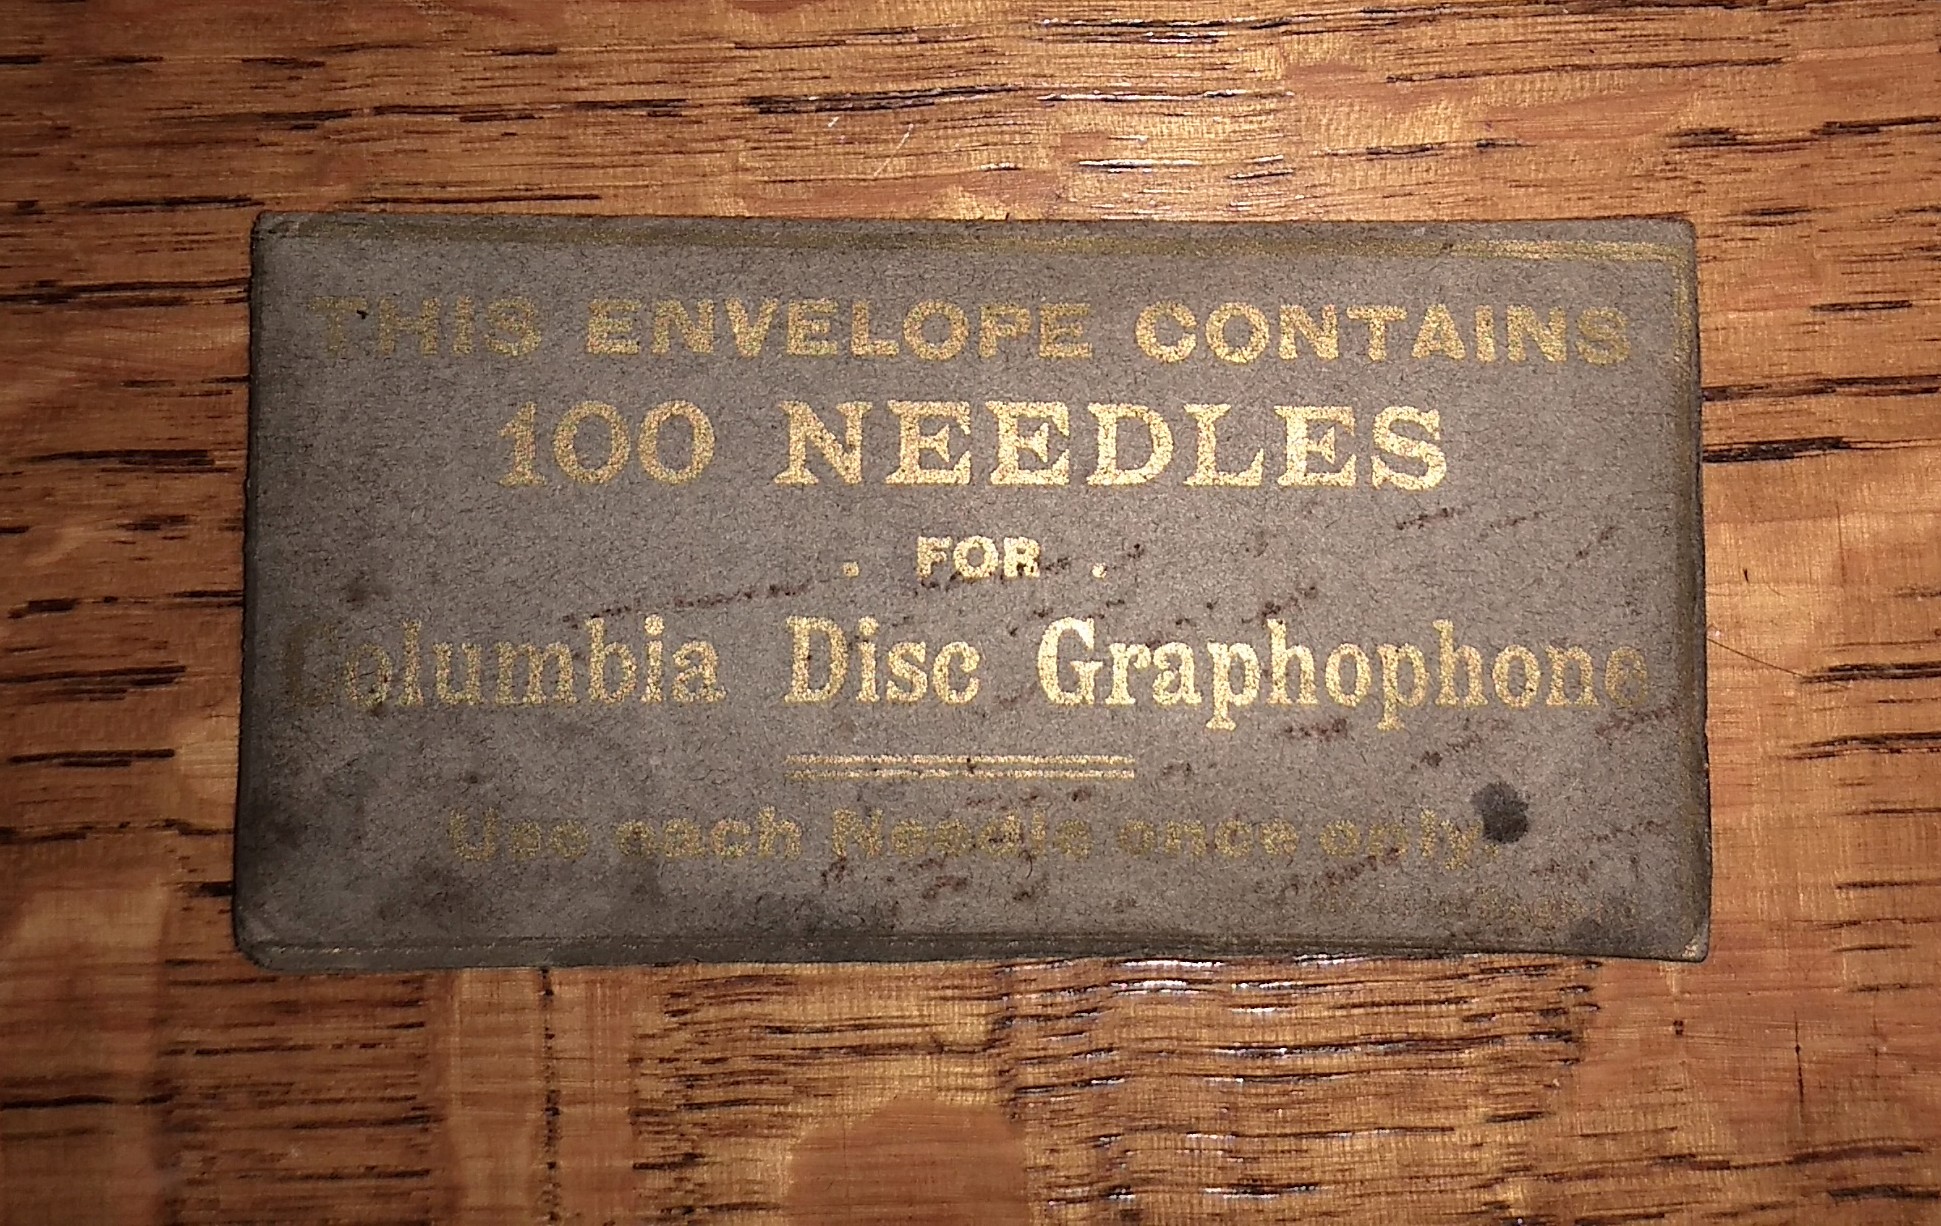 THIS ENVELOPE CONTAINS
100 NEEDLES
. FOR .
Columbia Disc Graphophone
Use each Needle once only.